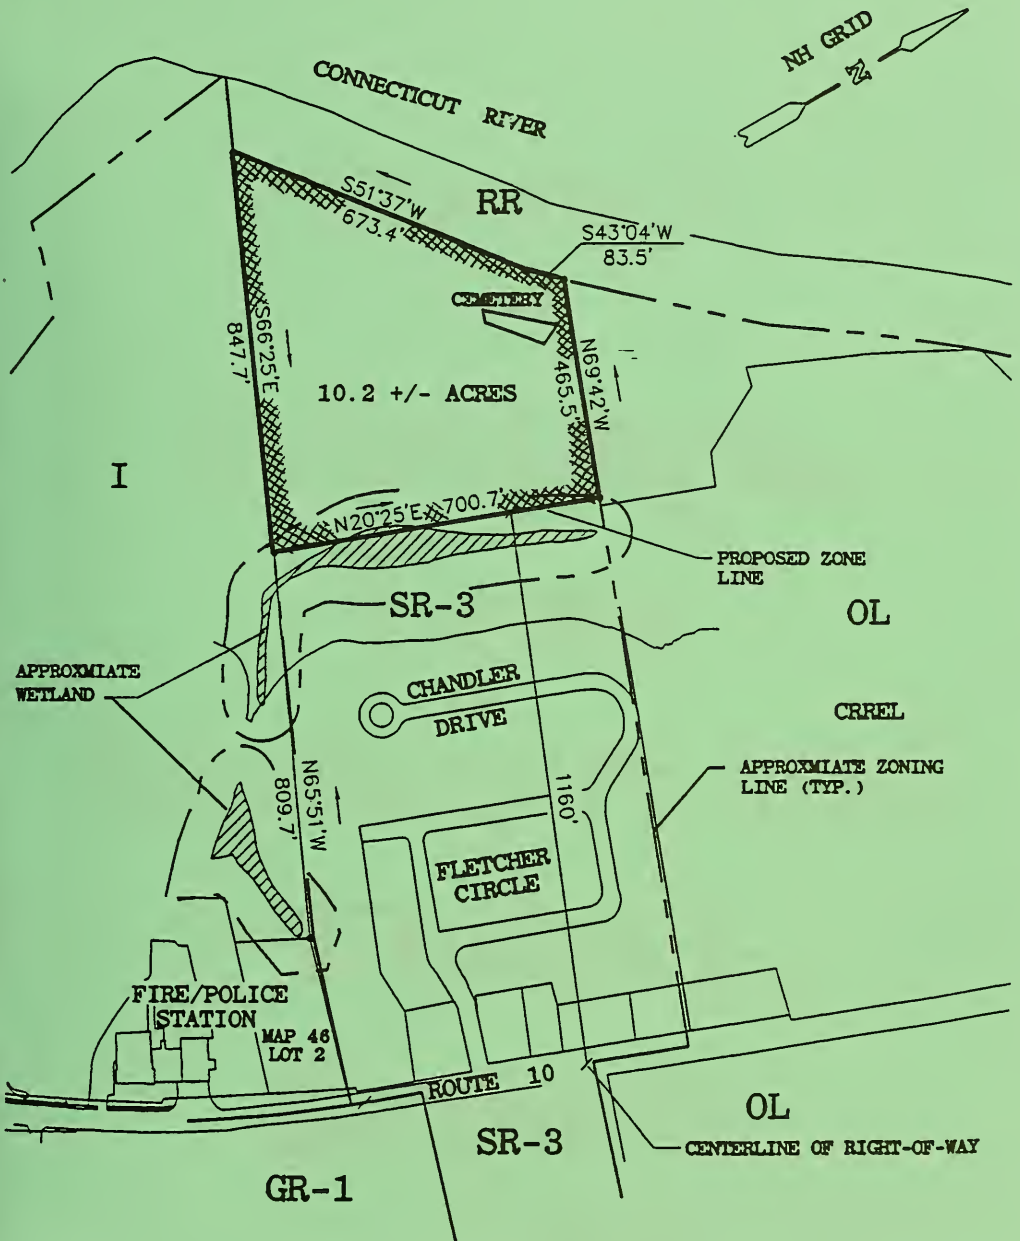 NH GRID
N
CONNECTICUT RIVER
S51°37'W
673.4'
RR
S43°04'W
83.5'
CEMETERY
S66°25'E
847.7'
N69°42'W
465.5'
10.2 +/- ACRES
I
N20°25'E 700.7'
PROPOSED ZONE
LINE
SR-3
OL
APPROXMIATE
WETLAND
CHANDLER
DRIVE
CRREL
N65°51'W
809.7'
1160'
APPROXMIATE ZONING
LINE (TYP.)
FLETCHER
CIRCLE
FIRE/POLICE
STATION
MAP 46
LOT 2
ROUTE 10
OL
SR-3
CENTERLINE OF RIGHT-OF-WAY
GR-1